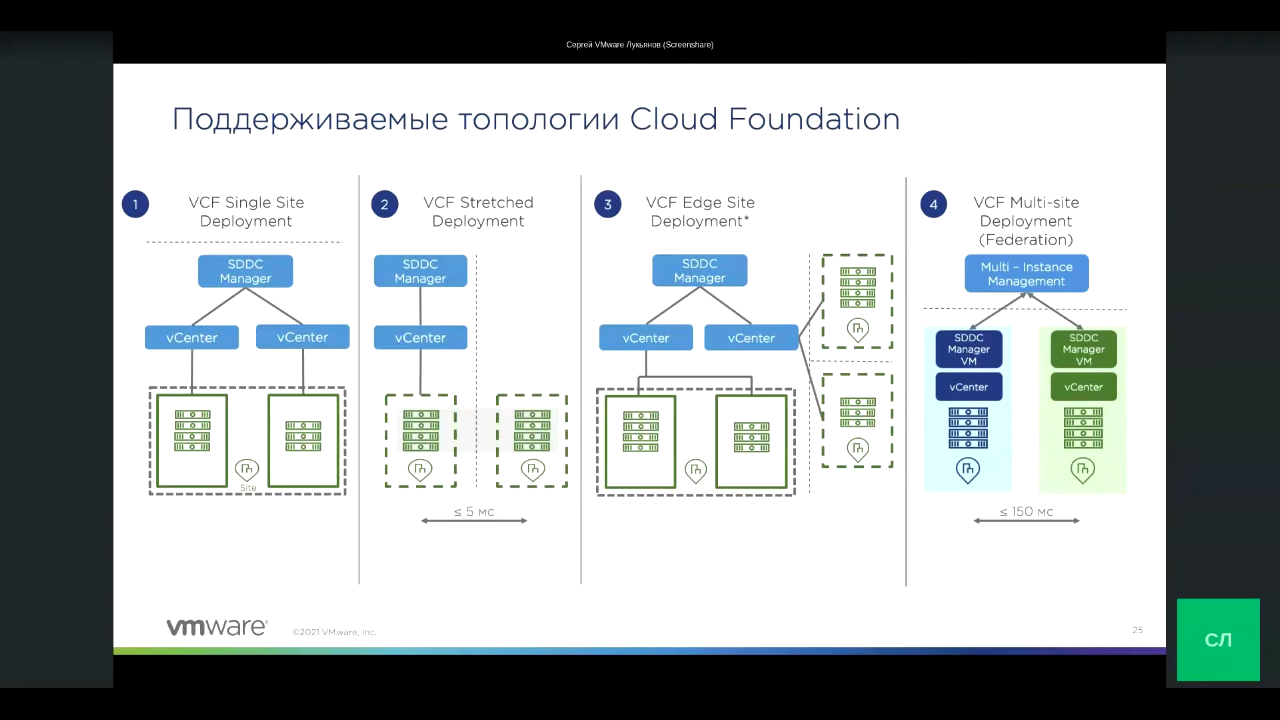 Сергей VMware Лукьянов (Screenshare)
Поддерживаемые топологии Cloud Foundation
1
VCF Single Site
Deployment
SDDC
Manager
vCenter
vCenter
Site
2
VCF Stretched
Deployment
SDDC
Manager
vCenter
≤ 5 мс
3
VCF Edge Site
Deployment*
SDDC
Manager
vCenter
vCenter
4
VCF Multi-site
Deployment
(Federation)
Multi – Instance
Management
SDDC
Manager
VM
vCenter
SDDC
Manager
VM
vCenter
≤ 150 мс
vmware®
©2021 VMware, Inc.
25
СЛ